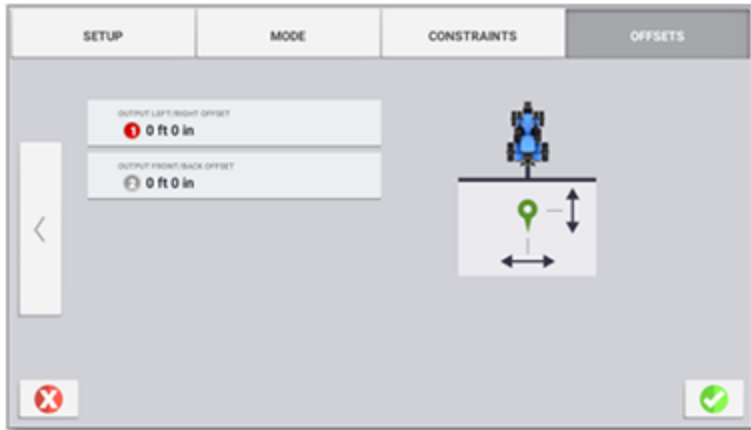 SETUP
MODE
CONSTRAINTS
OFFSETS
OUTPUT LEFT/RIGHT OFFSET
1 0 ft 0 in
OUTPUT FRONT/BACK OFFSET
2 0 ft 0 in